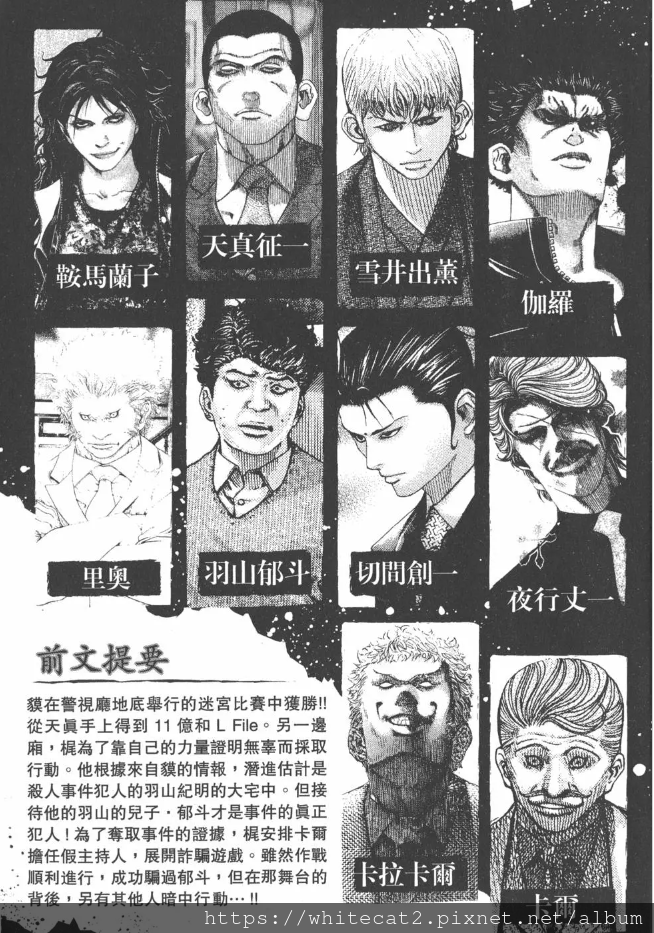 鞍馬蘭子
天真征一
雪井出薫
伽羅
里奧
羽山郁斗
切間創一
夜行丈一
前文提要
貘在警視廳地底舉行的迷宮比賽中獲勝!!
從天眞手上得到 11 億和 L File。另一邊
廂，梶為了靠自己的力量證明無辜而採取
行動。他根據來自貘的情報，潛進估計是
殺人事件犯人的羽山紀明的大宅中。但接
待他的羽山的兒子・郁斗才是事件的眞正
犯人!為了奪取事件的證據，梶安排卡爾
擔任假主持人，展開詐騙遊戲。雖然作戰
順利進行，成功騙過郁斗，但在那舞台的
背後，另有其他人暗中行動…!!
卡拉卡爾
卡爾
https://whitecat2.pixnet.net/album